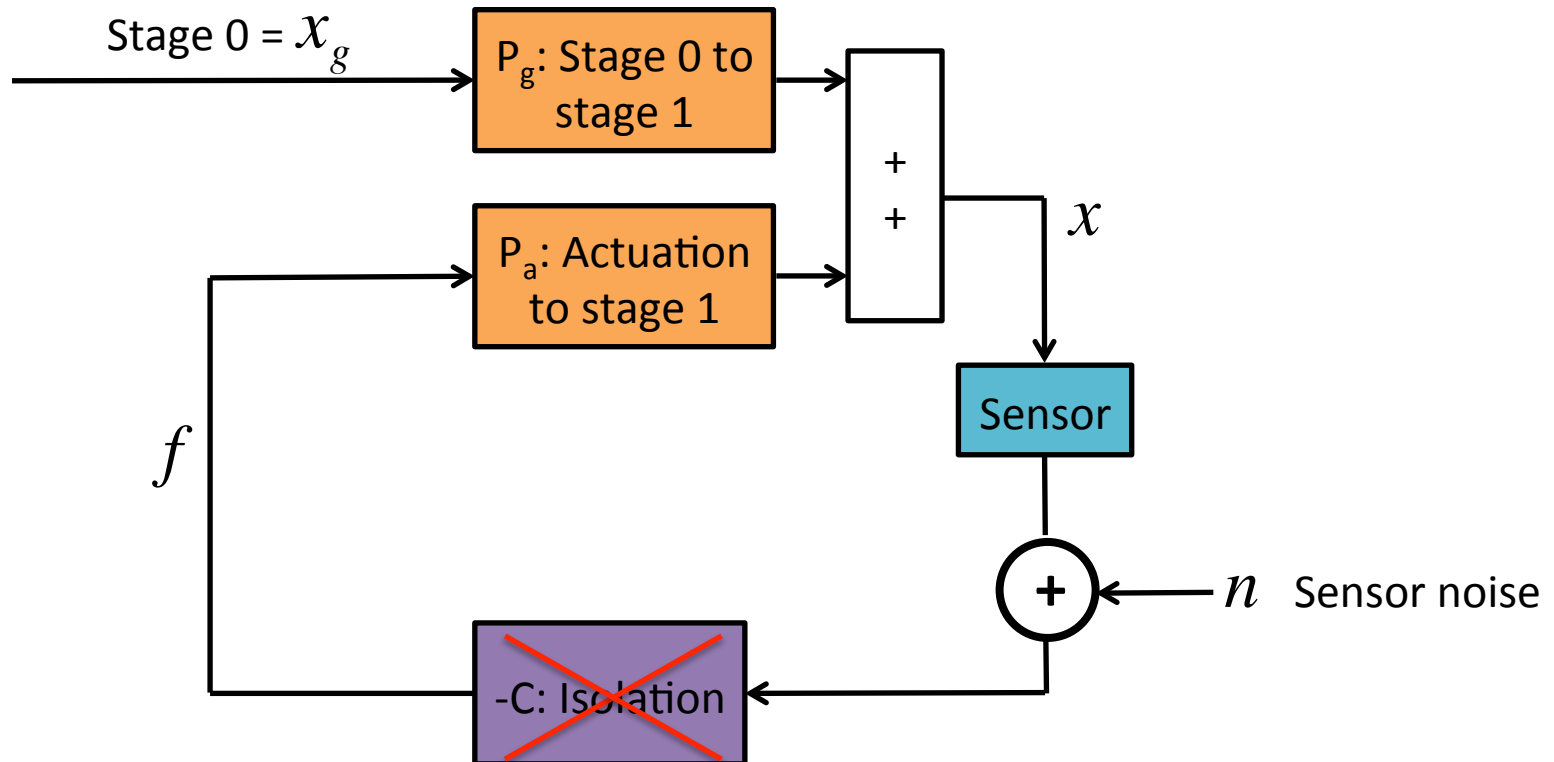 Stage 0 = x_g
P_g: Stage 0 to
stage 1
+
+
x
P_a: Actuation
to stage 1
Sensor
f
+
n Sensor noise
-C: Isolation